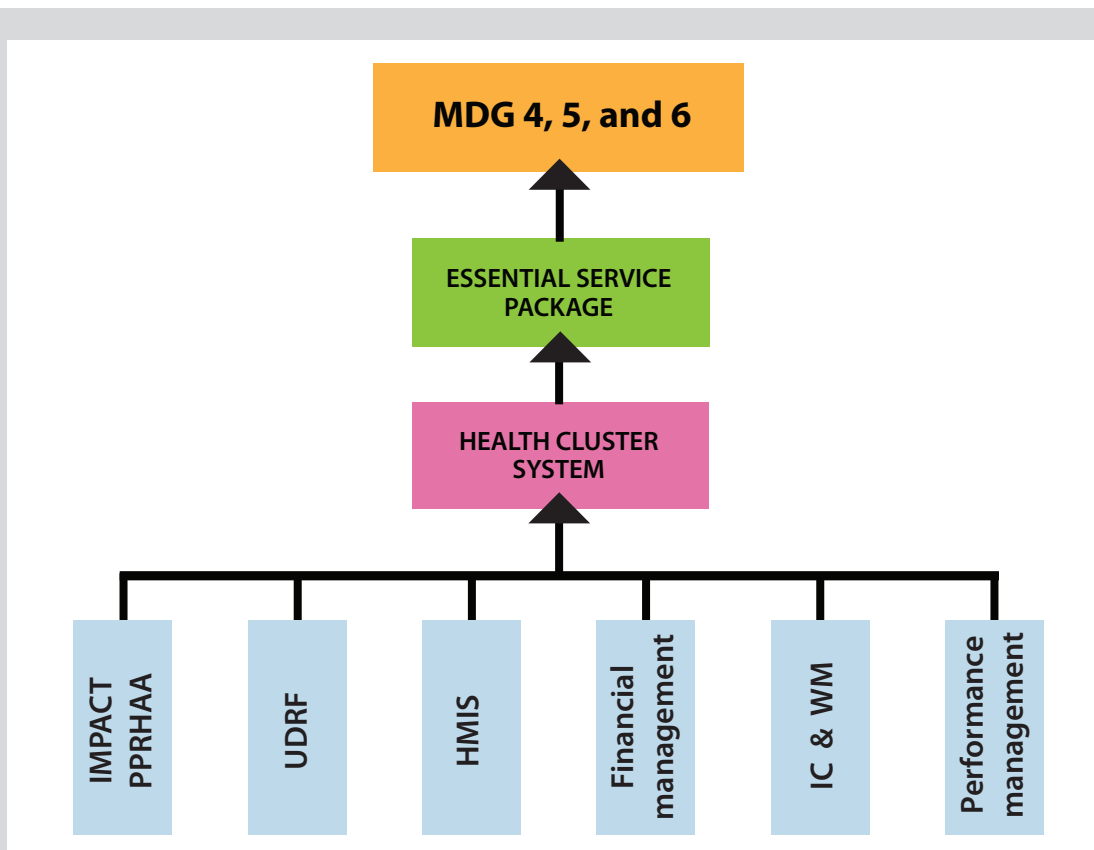 MDG 4, 5, and 6
ESSENTIAL SERVICE
PACKAGE
HEALTH CLUSTER
SYSTEM
IMPACT
PPRHAA
UDRF
HMIS
Financial
management
IC & WM
Performance
management